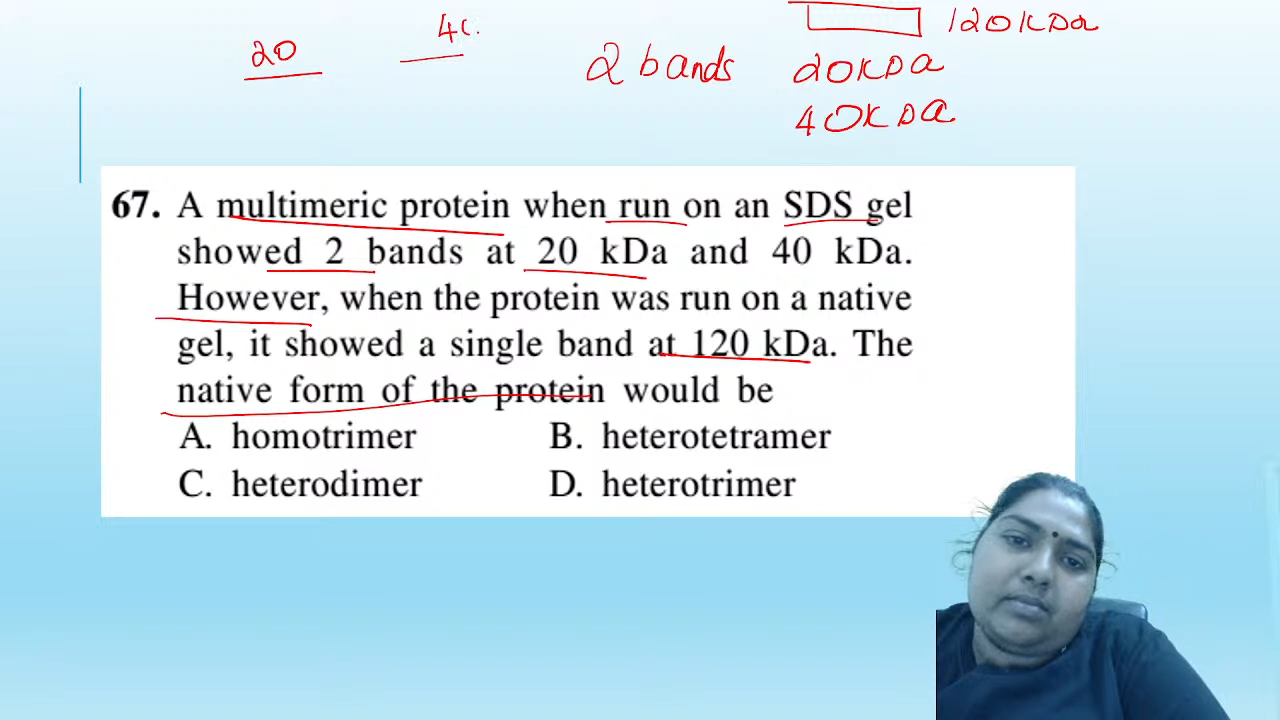 20
4(
2 bands
120KDa
20KDa
40KDa
67. A multimeric protein when run on an SDS gel
showed 2 bands at 20 kDa and 40 kDa.
However, when the protein was run on a native
gel, it showed a single band at 120 kDa. The
native form of the protein would be
A. homotrimer B. heterotetramer
C. heterodimer D. heterotrimer